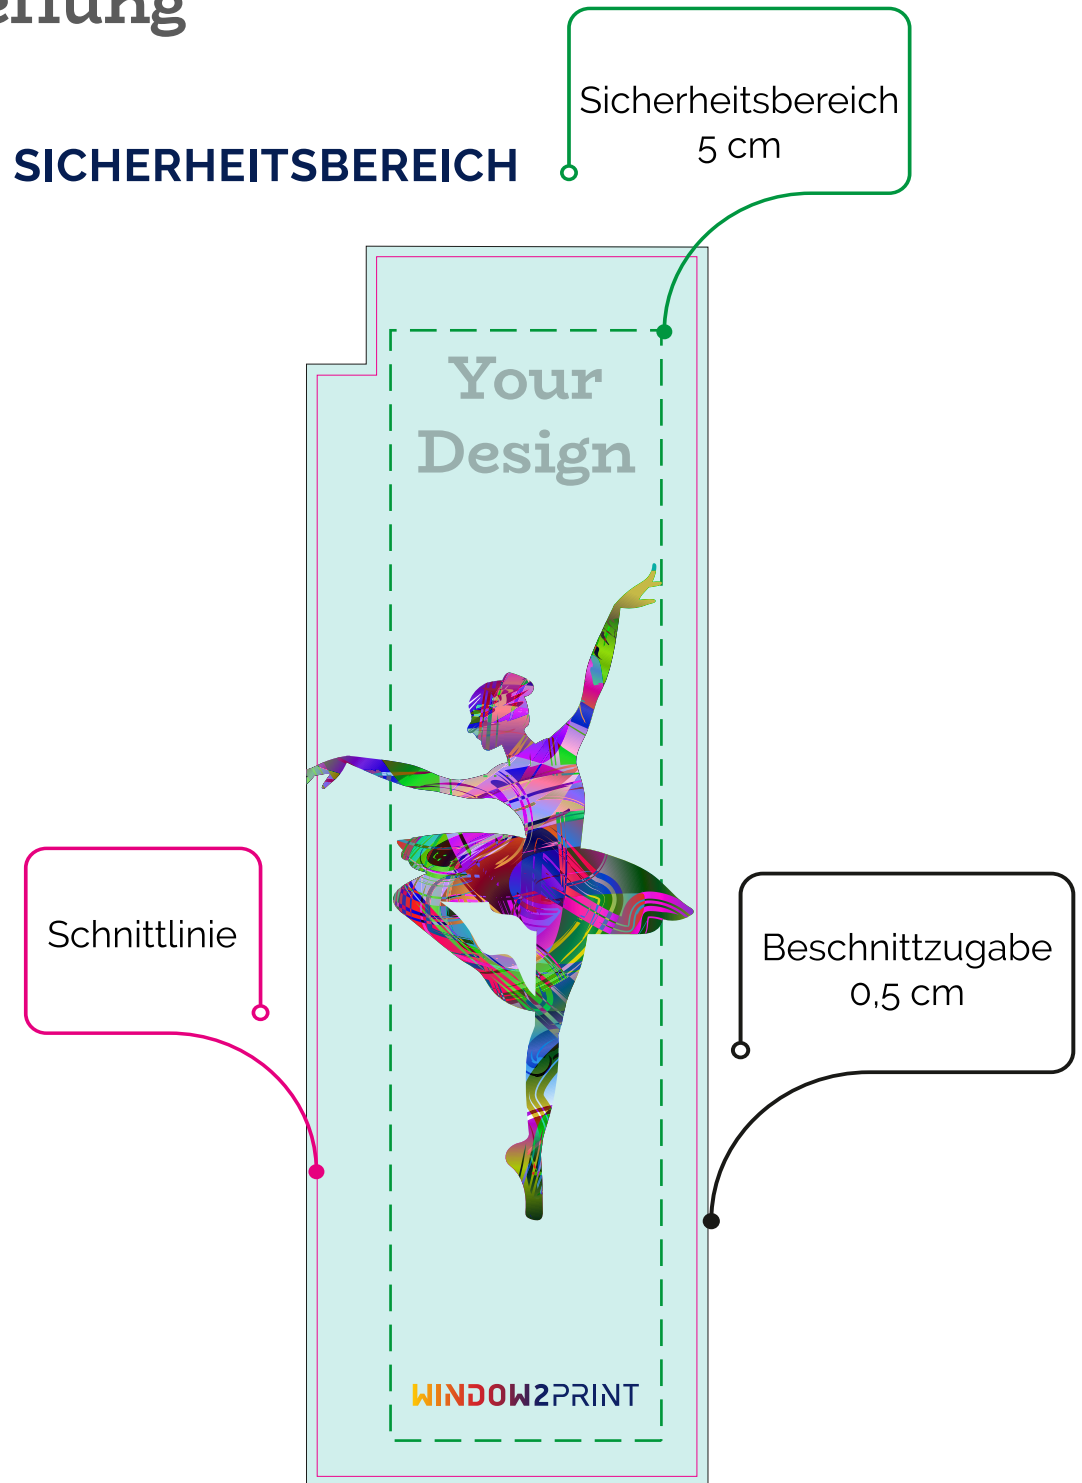 SICHERHEITSBEREICH
Sicherheitsbereich
5 cm
Your
Design
Schnittlinie
Beschnittzugabe
0,5 cm
WINDOW2PRINT